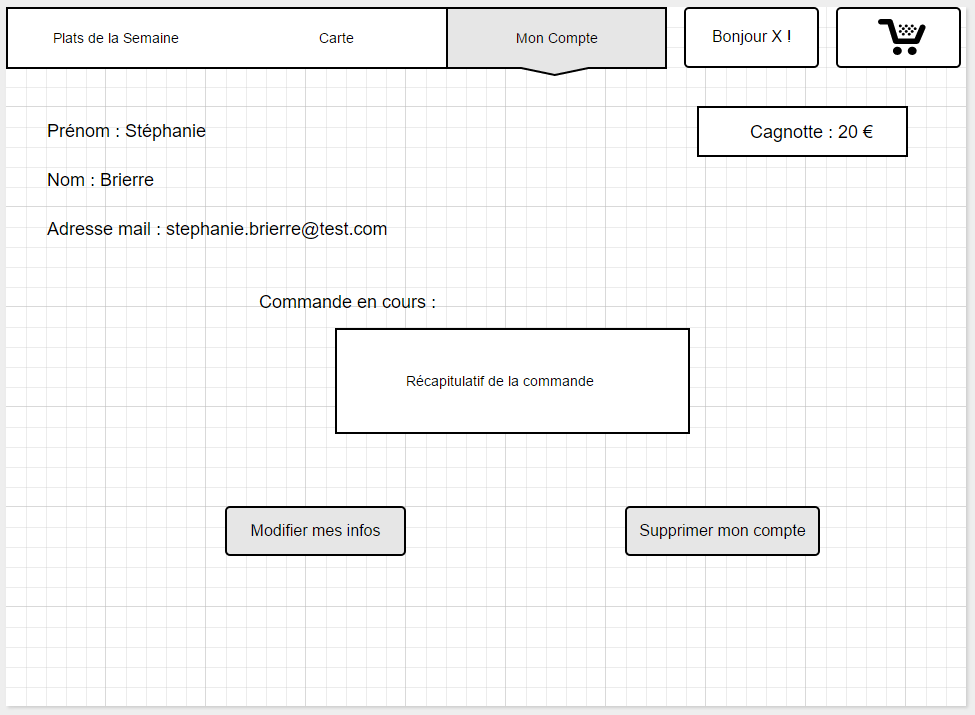 Plats de la Semaine
Carte
Mon Compte
Bonjour X !
Prénom : Stéphanie
Cagnotte : 20 €
Nom : Brierre
Adresse mail : stephanie.brierre@test.com
Commande en cours :
Récapitulatif de la commande
Modifier mes infos
Supprimer mon compte